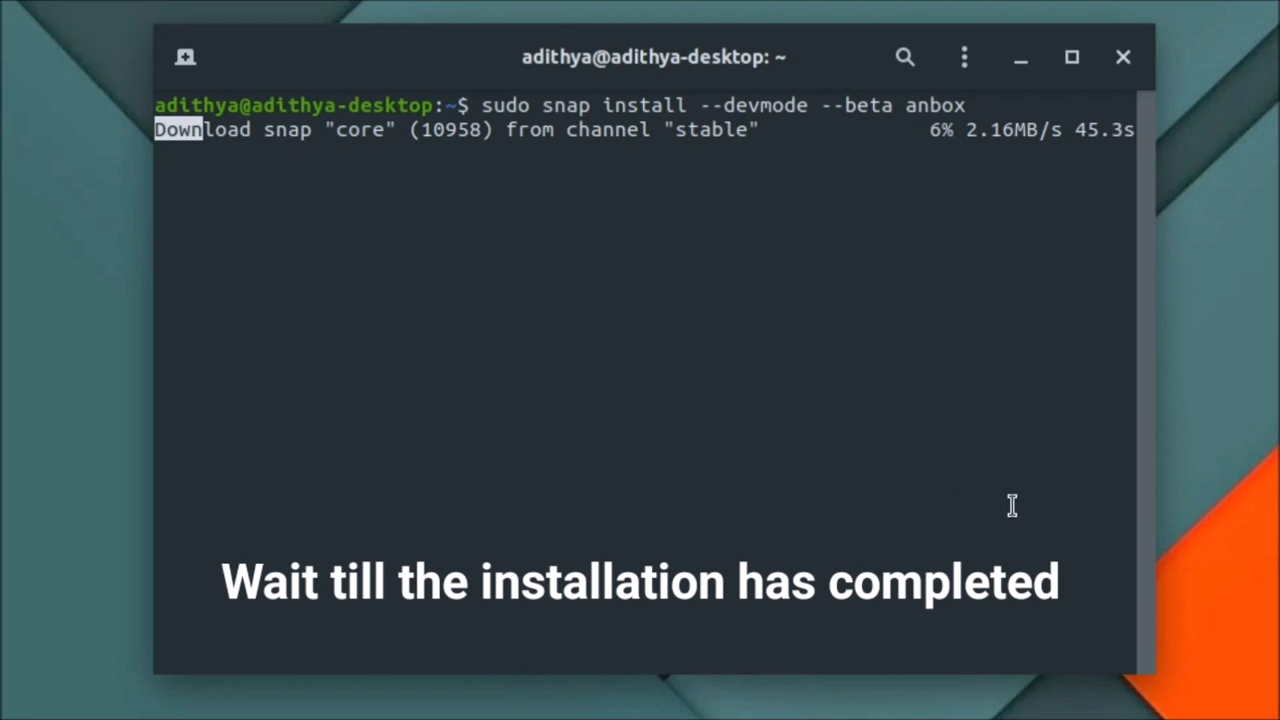 adithya@adithya-desktop: ~
adithya@adithya-desktop:~$ sudo snap install --devmode --beta anbox
Download snap "core" (10958) from channel "stable" 6% 2.16MB/s 45.3s
Wait till the installation has completed